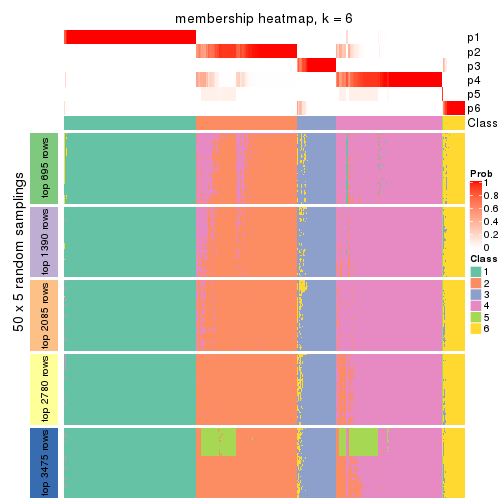 membership heatmap, k = 6
p1
p2
p3
p4
p5
p6
Class
50 x 5 random samplings
top 695 rows
top 1390 rows
top 2085 rows
top 2780 rows
top 3475 rows
Prob
1
0.8
0.6
0.4
0.2
0
Class
1
2
3
4
5
6